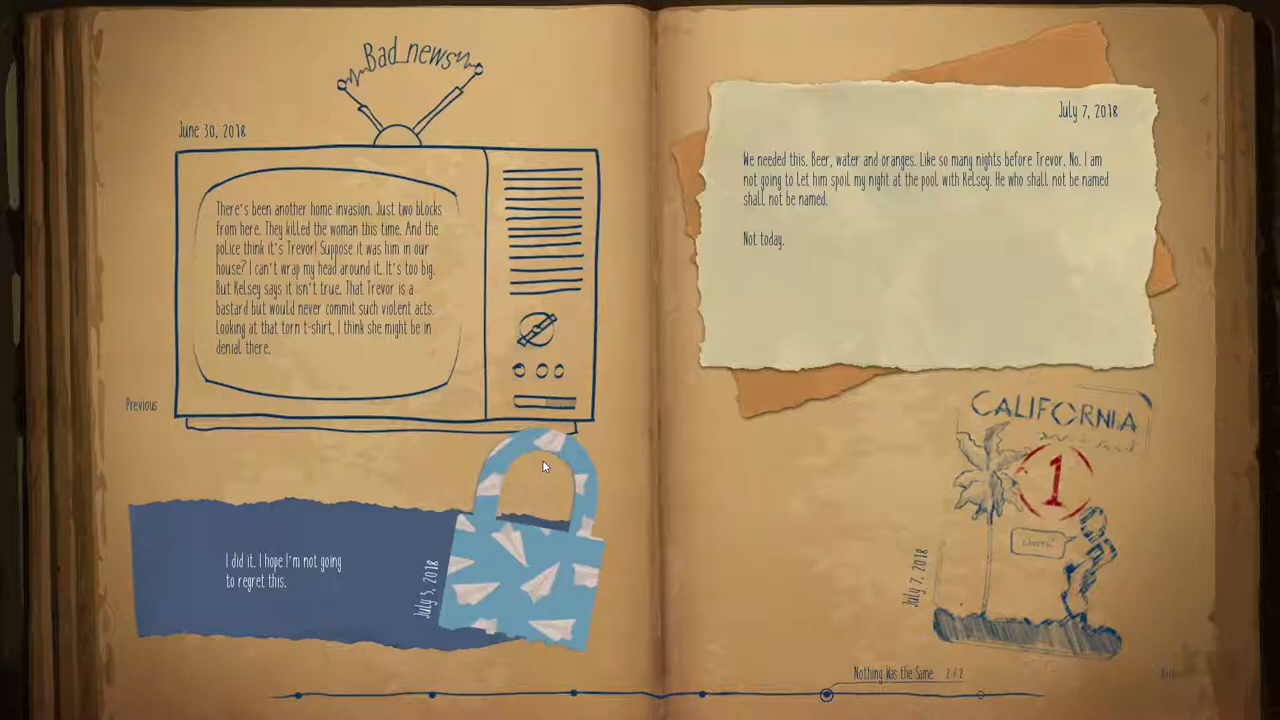 Bad news
June 30, 2018
There's been another home invasion. Just two blocks
from here. They killed the woman this time. And the
police think it's Trevor! Suppose it was him in our
house? I can't wrap my head around it. It's too big.
But Kelsey says it isn't true. That Trevor is a
bastard but would never commit such violent acts.
Looking at that torn t-shirt, I think she might be in
denial there.
Previous
I did it. I hope I'm not going
to regret this.
July 5, 2018
July 7, 2018
We needed this. Beer, water and oranges. Like so many nights before Trevor. No. I am
not going to let him spoil my night at the pool with Kelsey. He who shall not be named
shall not be named.
Not today.
CALIFORNIA
1
July 7, 2018
Nothing Was the Same 2/2